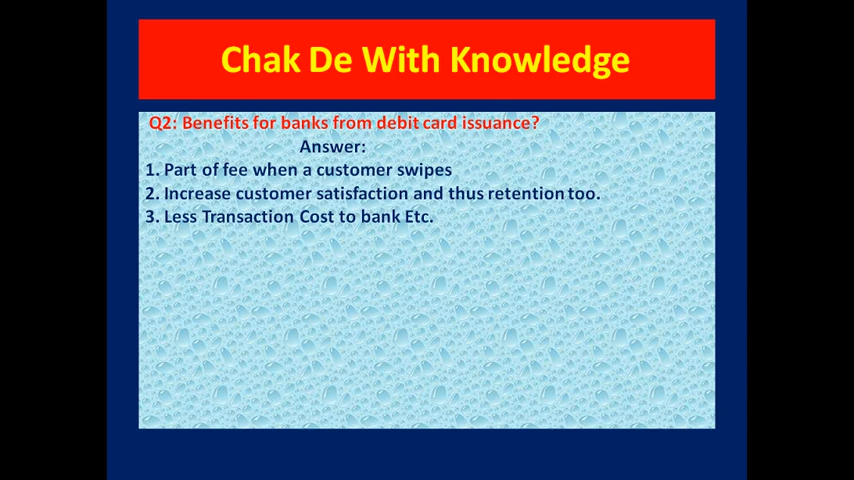 Chak De With Knowledge
Q2: Benefits for banks from debit card issuance?
Answer:
1. Part of fee when a customer swipes
2. Increase customer satisfaction and thus retention too.
3. Less Transaction Cost to bank Etc.